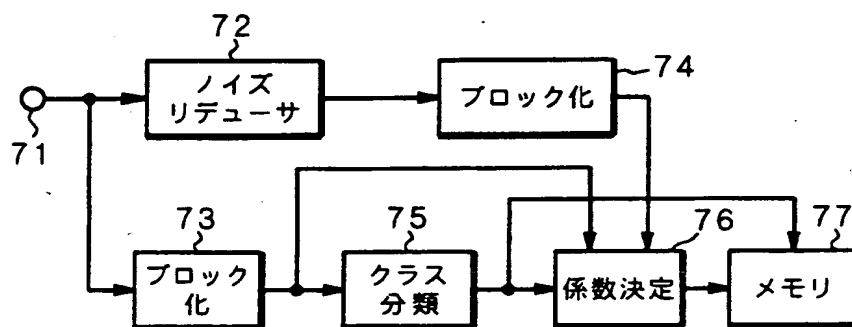 72
ノイズ
リデューサ
74
ブロック化
71
73
ブロック
化
75
クラス
分類
76
係数決定
77
メモリ